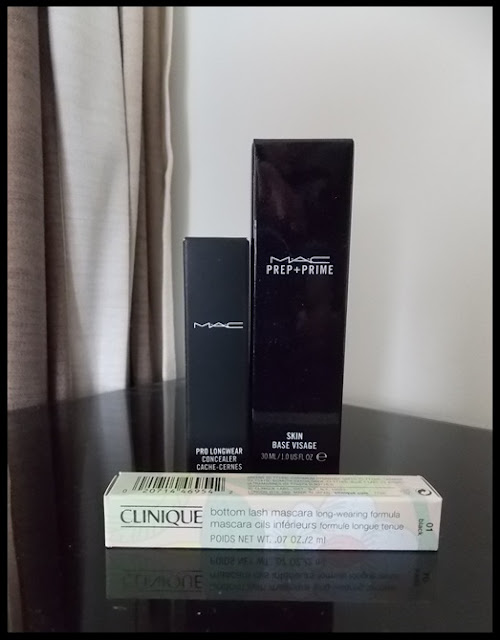 MAC
PREP+PRIME
SKIN
BASE VISAGE
30 ML / 1.0 US FL OZ ℮
MAC
PRO LONGWEAR
CONCEALER
CACHE-CERNES
CLINIQUE
bottom lash mascara long-wearing formula
mascara cils inférieurs formule longue tenue
POIDS NET WT. .07 OZ./2 ml
01
black